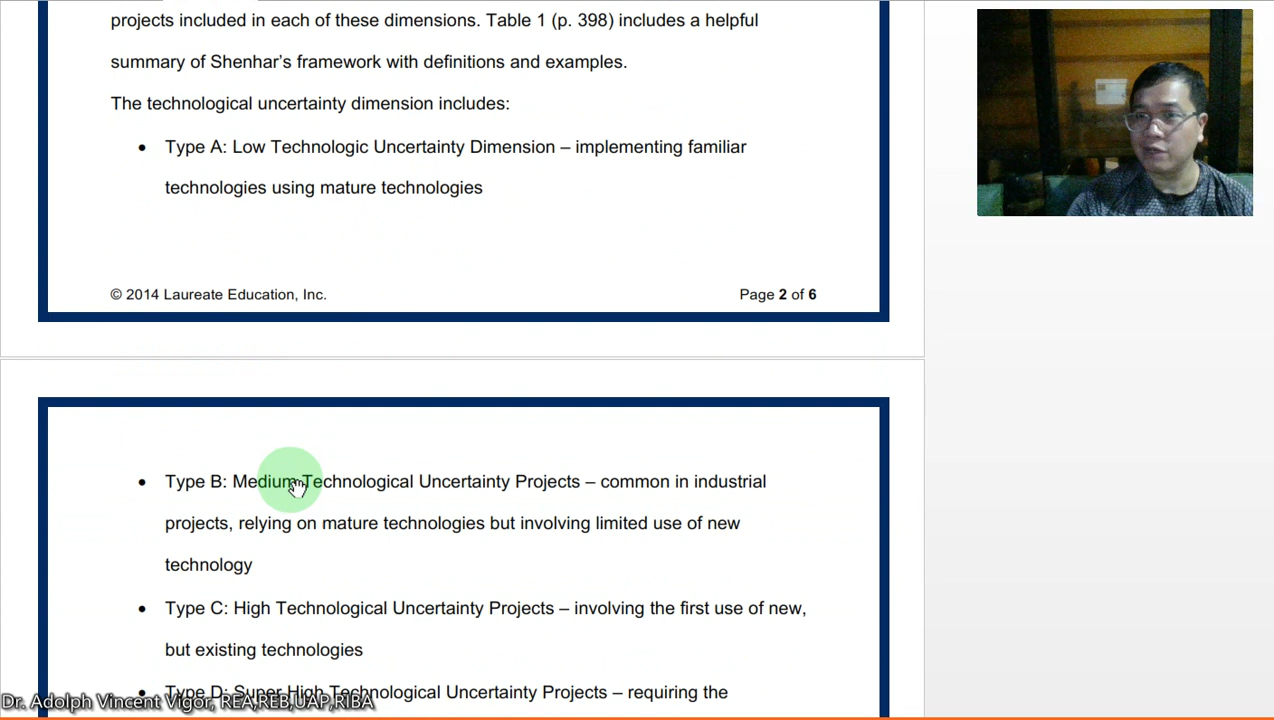 projects included in each of these dimensions. Table 1 (p. 398) includes a helpful
summary of Shenhar's framework with definitions and examples.
The technological uncertainty dimension includes:
• Type A: Low Technologic Uncertainty Dimension – implementing familiar
technologies using mature technologies
© 2014 Laureate Education, Inc. Page 2 of 6
• Type B: Medium Technological Uncertainty Projects – common in industrial
projects, relying on mature technologies but involving limited use of new
technology
• Type C: High Technological Uncertainty Projects – involving the first use of new,
but existing technologies
• Type D: Super High Technological Uncertainty Projects – requiring the
Dr. Adolph Vincent Vigor, REA,REB,UAP,RIBA